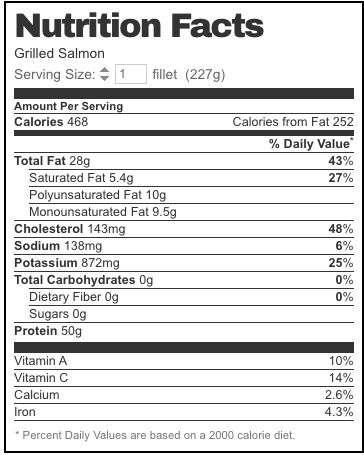 Nutrition Facts
Grilled Salmon
Serving Size: 1 fillet (227g)
Amount Per Serving
Calories 468 Calories from Fat 252
% Daily Value*
Total Fat 28g 43%
Saturated Fat 5.4g 27%
Polyunsaturated Fat 10g
Monounsaturated Fat 9.5g
Cholesterol 143mg 48%
Sodium 138mg 6%
Potassium 872mg 25%
Total Carbohydrates 0g 0%
Dietary Fiber 0g 0%
Sugars 0g
Protein 50g
Vitamin A 10%
Vitamin C 14%
Calcium 2.6%
Iron 4.3%
* Percent Daily Values are based on a 2000 calorie diet.